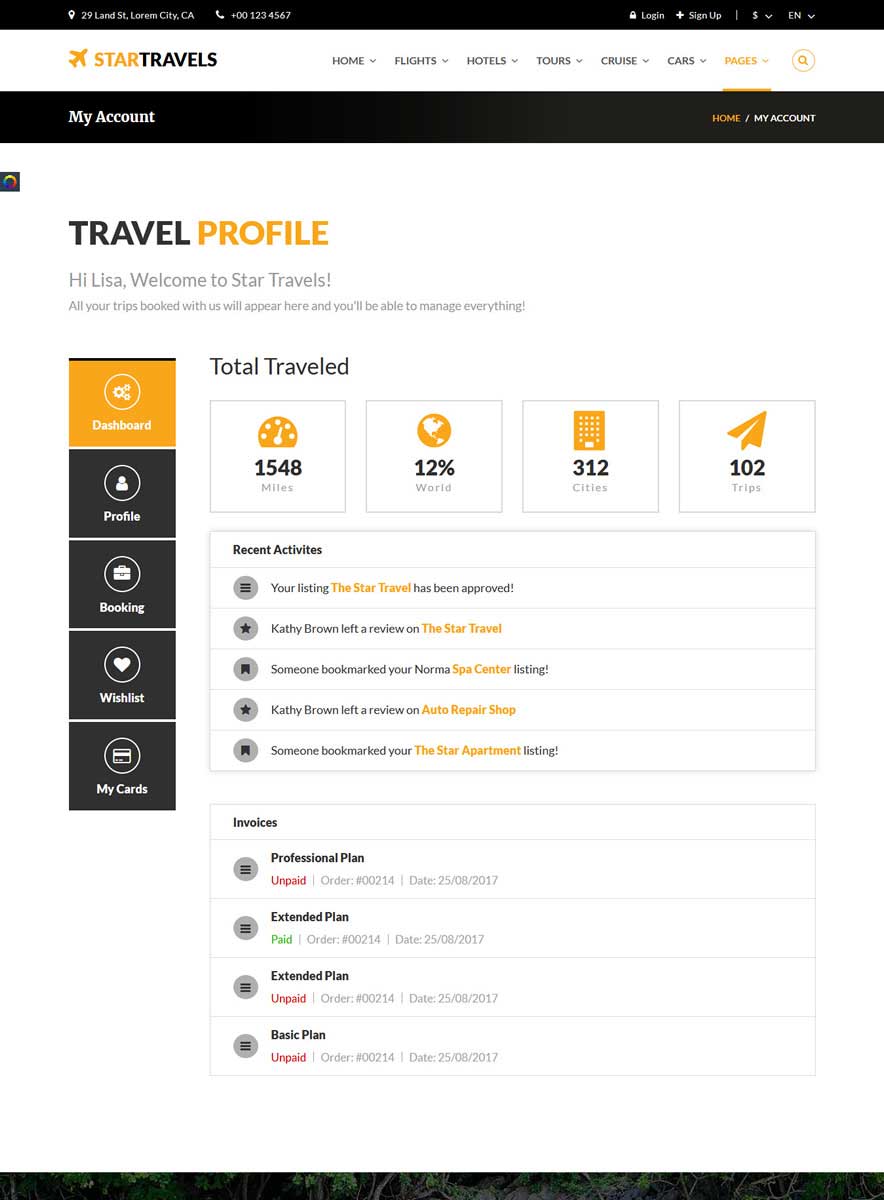 29 Land St, Lorem City, CA +00 123 4567 Login Sign Up | $ EN
STARTRAVELS HOME FLIGHTS HOTELS TOURS CRUISE CARS PAGES
My Account HOME / MY ACCOUNT
TRAVEL PROFILE
Hi Lisa, Welcome to Star Travels!
All your trips booked with us will appear here and you'll be able to manage everything!
Dashboard
Profile
Booking
Wishlist
My Cards
Total Traveled
1548 12% 312 102
Miles World Cities Trips
Recent Activites
Your listing The Star Travel has been approved!
Kathy Brown left a review on The Star Travel
Someone bookmarked your Norma Spa Center listing!
Kathy Brown left a review on Auto Repair Shop
Someone bookmarked your The Star Apartment listing!
Invoices
Professional Plan
Unpaid | Order: #00214 | Date: 25/08/2017
Extended Plan
Paid | Order: #00214 | Date: 25/08/2017
Extended Plan
Unpaid | Order: #00214 | Date: 25/08/2017
Basic Plan
Unpaid | Order: #00214 | Date: 25/08/2017